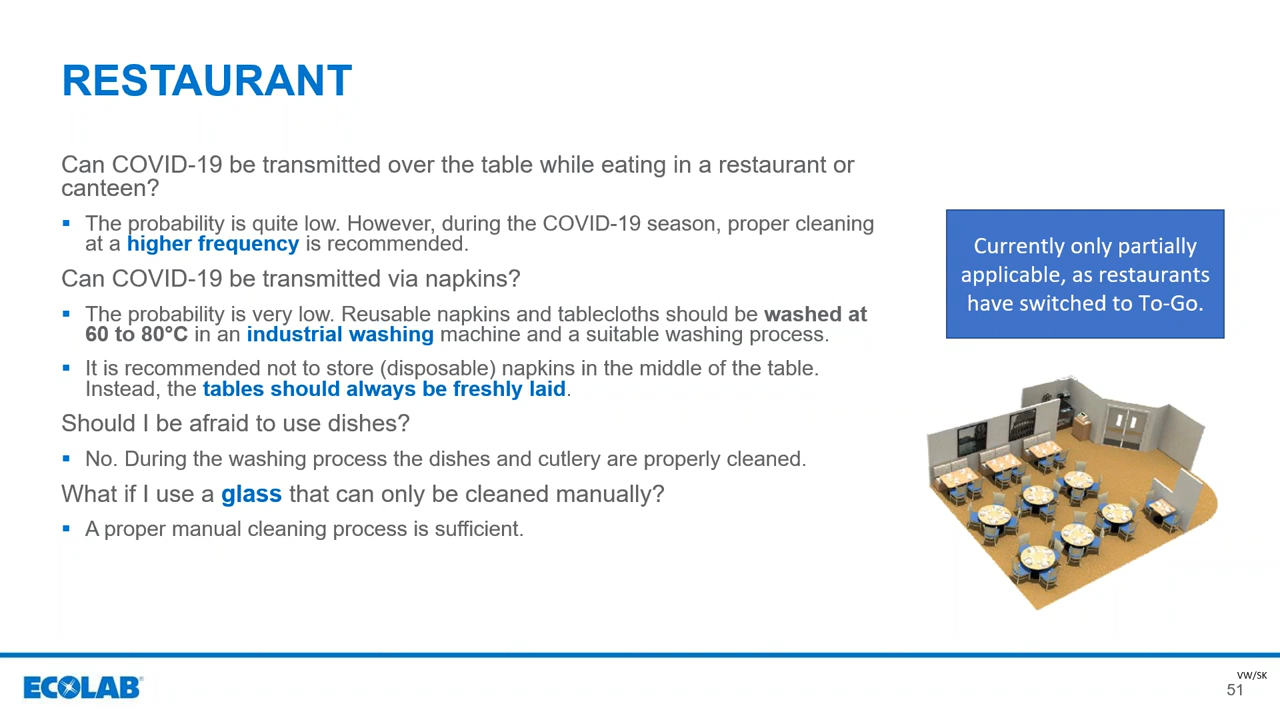 RESTAURANT
Can COVID-19 be transmitted over the table while eating in a restaurant or
canteen?
▪ The probability is quite low. However, during the COVID-19 season, proper cleaning
at a higher frequency is recommended.
Can COVID-19 be transmitted via napkins?
▪ The probability is very low. Reusable napkins and tablecloths should be washed at
60 to 80°C in an industrial washing machine and a suitable washing process.
▪ It is recommended not to store (disposable) napkins in the middle of the table.
Instead, the tables should always be freshly laid.
Should I be afraid to use dishes?
▪ No. During the washing process the dishes and cutlery are properly cleaned.
What if I use a glass that can only be cleaned manually?
▪ A proper manual cleaning process is sufficient.
Currently only partially
applicable, as restaurants
have switched to To-Go.
ECOLAB®
VW/SK
51